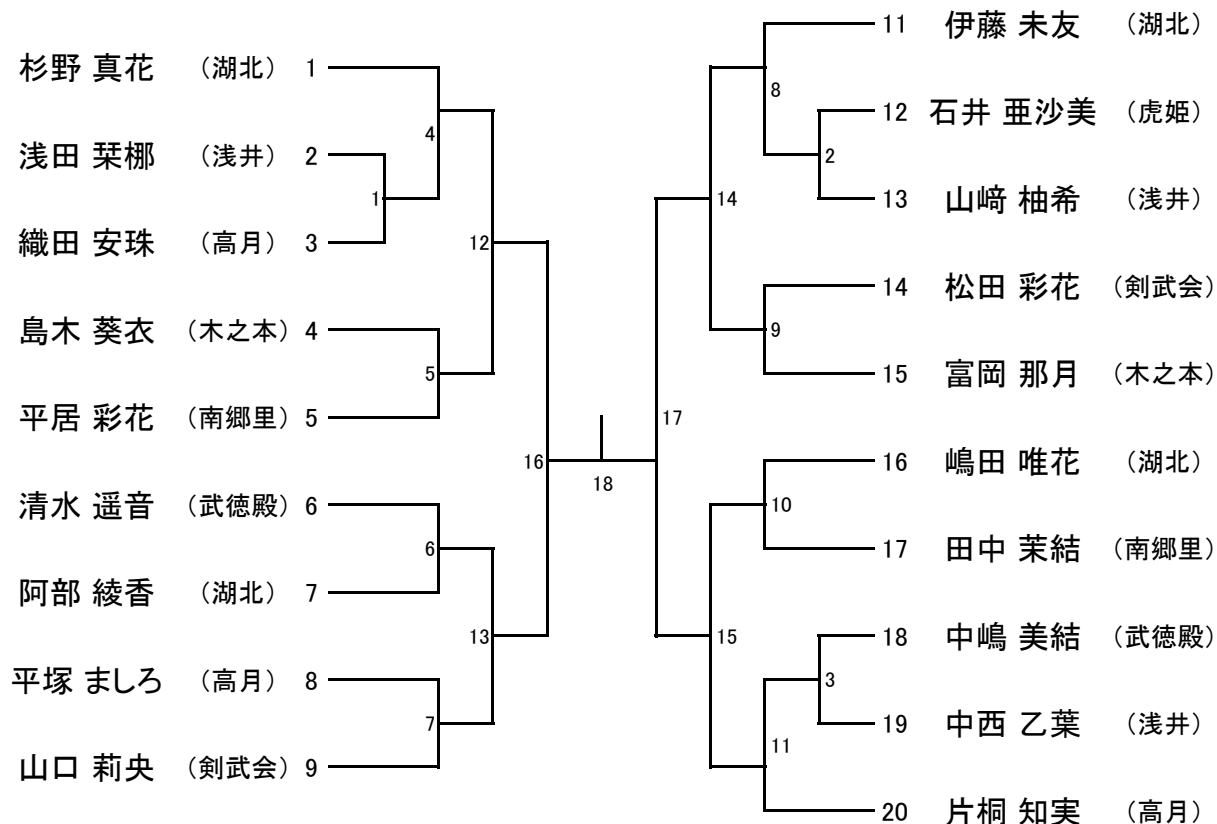 杉野 真花 （湖北） 1
浅田 栞梛 （浅井） 2
織田 安珠 （高月） 3
島木 葵衣 （木之本） 4
平居 彩花 （南郷里） 5
清水 遥音 （武徳殿） 6
阿部 綾香 （湖北） 7
平塚 ましろ （高月） 8
山口 莉央 （剣武会） 9
1
4
5
12
6
7
13
16
18
17
14
8
2
9
15
10
3
11
11 伊藤 未友 （湖北）
12 石井 亜沙美 （虎姫）
13 山﨑 柚希 （浅井）
14 松田 彩花 （剣武会）
15 富岡 那月 （木之本）
16 嶋田 唯花 （湖北）
17 田中 茉結 （南郷里）
18 中嶋 美結 （武徳殿）
19 中西 乙葉 （浅井）
20 片桐 知実 （高月）